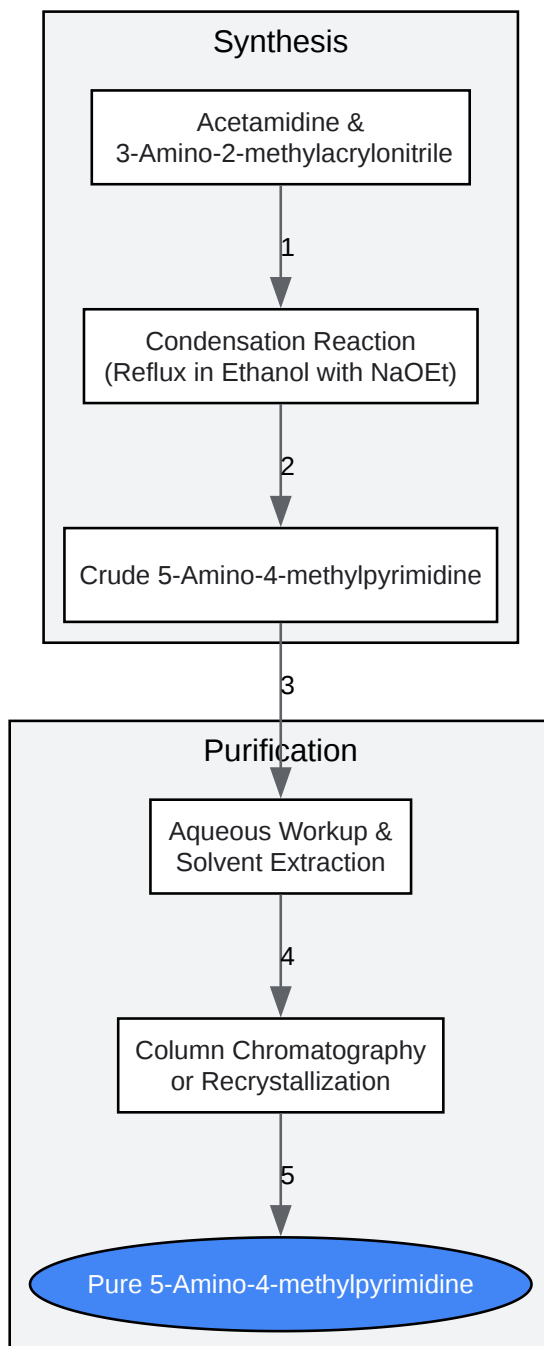 Synthesis
Acetamidine &
3-Amino-2-methylacrylonitrile
1
Condensation Reaction
(Reflux in Ethanol with NaOEt)
2
Crude 5-Amino-4-methylpyrimidine
3
Purification
Aqueous Workup &
Solvent Extraction
4
Column Chromatography
or Recrystallization
5
Pure 5-Amino-4-methylpyrimidine